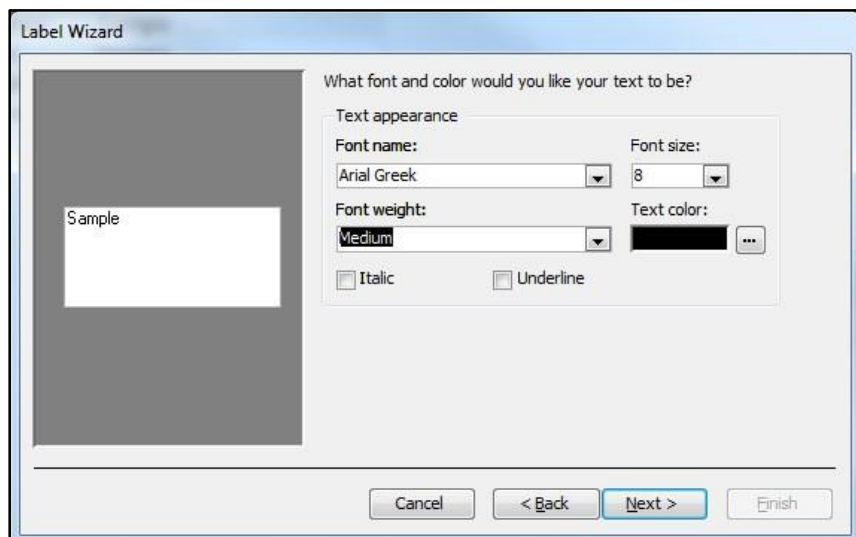 Label Wizard
What font and color would you like your text to be?
Text appearance
Font name: Font size:
Arial Greek 8
Sample
Font weight: Text color:
Medium ...
Italic Underline
Cancel < Back Next > Finish